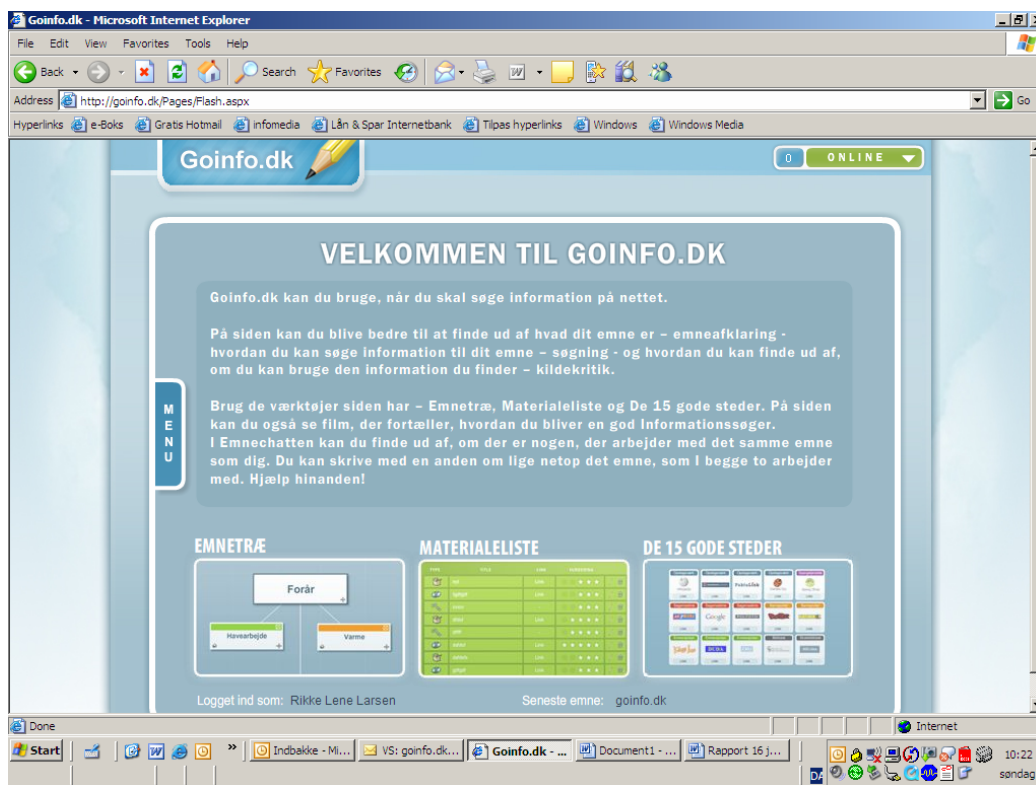 Goinfo.dk - Microsoft Internet Explorer
File Edit View Favorites Tools Help
Back Search Favorites
Address http://goinfo.dk/Pages/Flash.aspx Go
Hyperlinks e-Boks Gratis Hotmail infomedia Lån & Spar Internetbank Tilpas hyperlinks Windows Windows Media
Goinfo.dk
0 ONLINE
VELKOMMEN TIL GOINFO.DK
Goinfo.dk kan du bruge, når du skal søge information på nettet.
På siden kan du blive bedre til at finde ud af hvad dit emne er – emneafklaring -
hvordan du kan søge information til dit emne – søgning - og hvordan du kan finde ud af,
om du kan bruge den information du finder – kildekritik.
Brug de værktøjer siden har – Emnetræ, Materialeliste og De 15 gode steder. På siden
kan du også se film, der fortæller, hvordan du bliver en god Informationssøger.
I Emnechatten kan du finde ud af, om der er nogen, der arbejder med det samme emne
som dig. Du kan skrive med en anden om lige netop det emne, som I begge to arbejder
med. Hjælp hinanden!
MENU
EMNETRÆ
Forår
Havearbejde Varme
MATERIALELISTE
DE 15 GODE STEDER
Google
Logget ind som: Rikke Lene Larsen Seneste emne: goinfo.dk
Done Internet
Start » Indbakke - Mi... VS: goinfo.dk... Goinfo.dk - ... Document1 - ... Rapport 16 j... 10:22
DA søndag